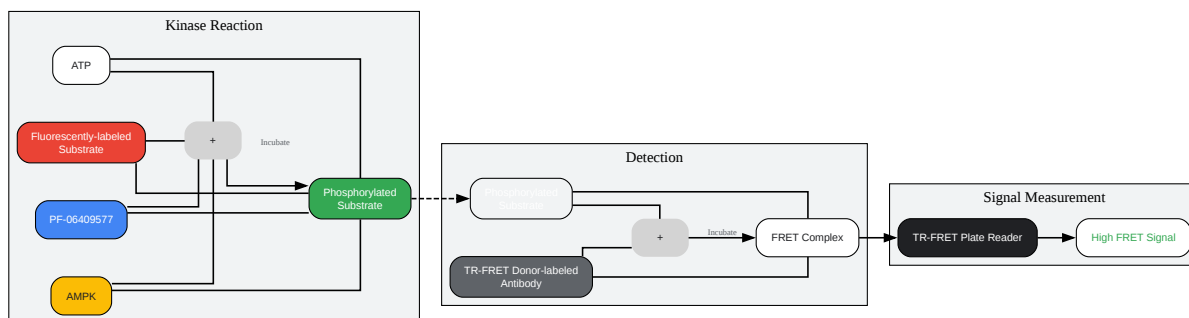 Kinase Reaction
ATP
Fluorescently-labeled
Substrate
+
Incubate
PF-06409577
AMPK
Phosphorylated
Substrate
Detection
Phosphorylated
Substrate
+
Incubate
TR-FRET Donor-labeled
Antibody
FRET Complex
Signal Measurement
TR-FRET Plate Reader
High FRET Signal